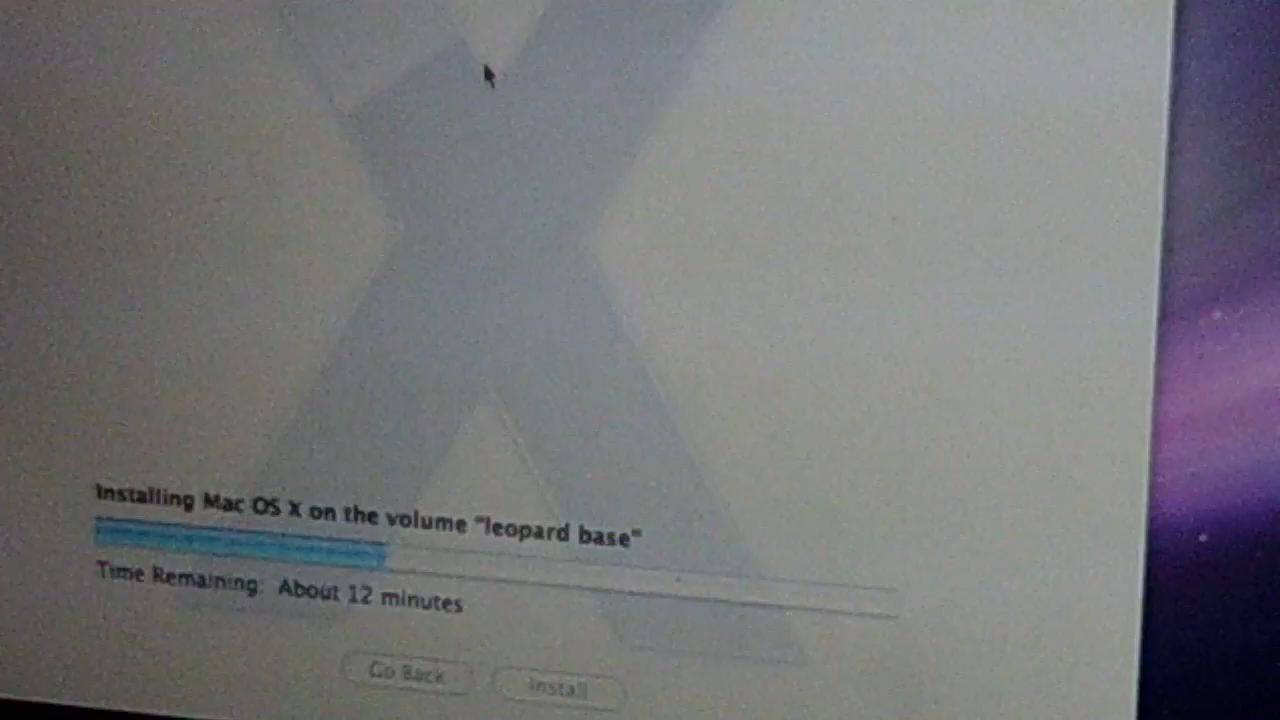 Installing Mac OS X on the volume "leopard base"
Time Remaining: About 12 minutes
Go Back
Install